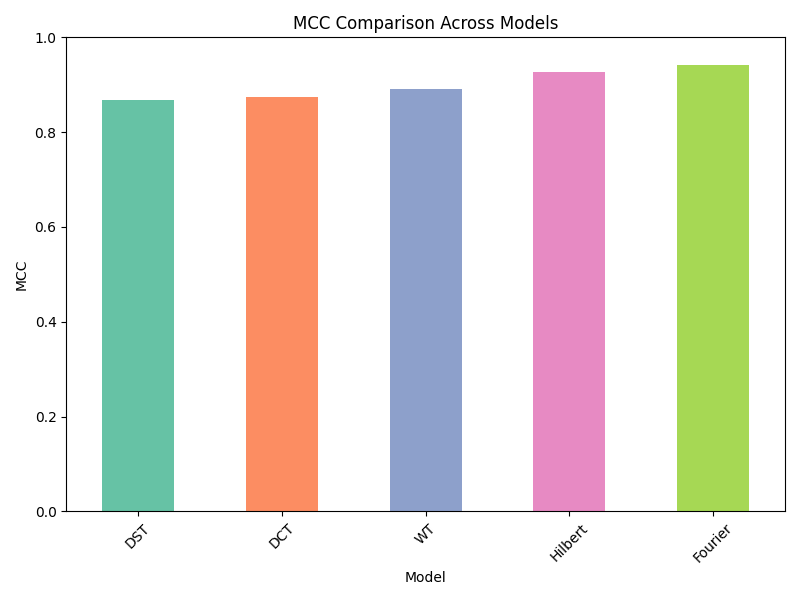 MCC Comparison Across Models
1.0
0.8
0.6
0.4
0.2
0.0
MCC
DST
DCT
WT
Hilbert
Fourier
Model